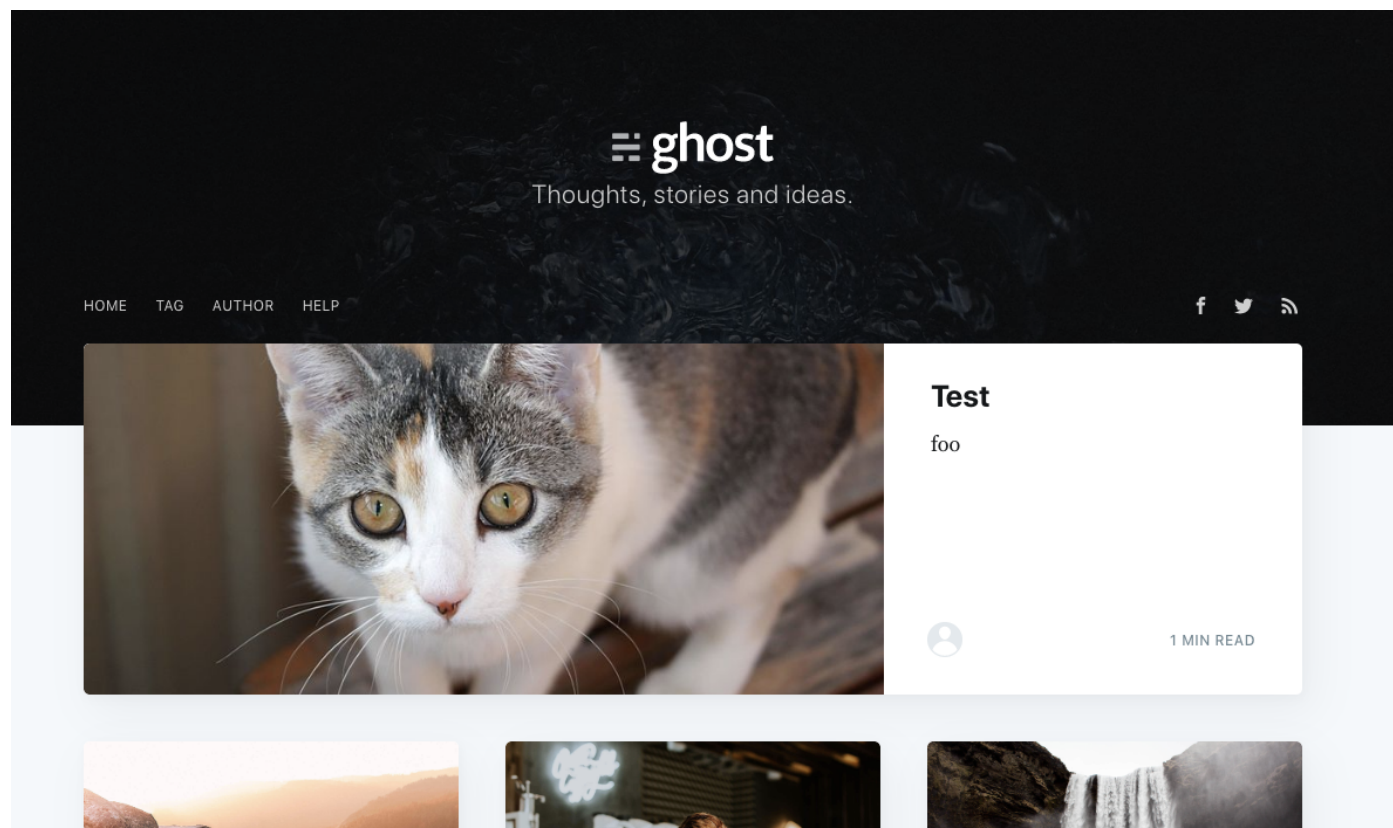 ghost
Thoughts, stories and ideas.
HOME TAG AUTHOR HELP
Test
foo
1 MIN READ